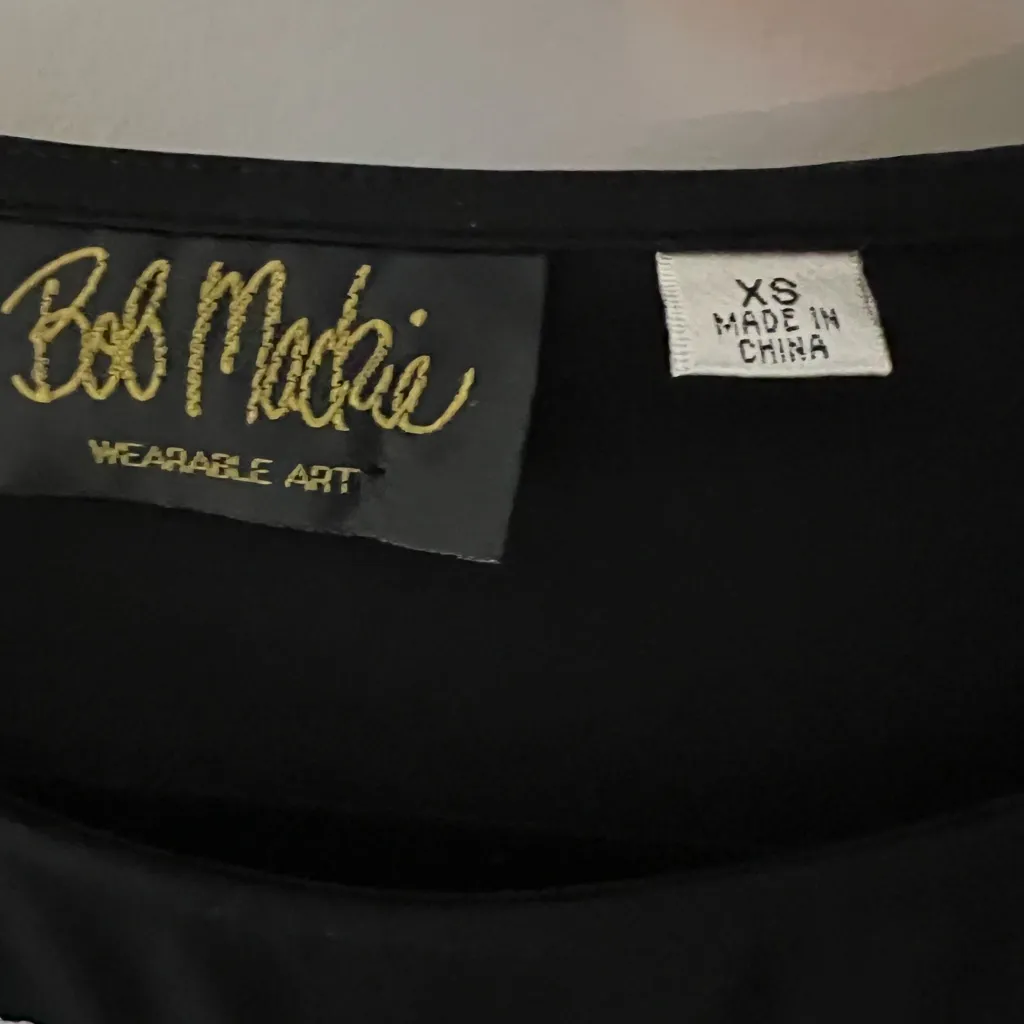 Bob Mackie
WEARABLE ART
XS
MADE IN
CHINA